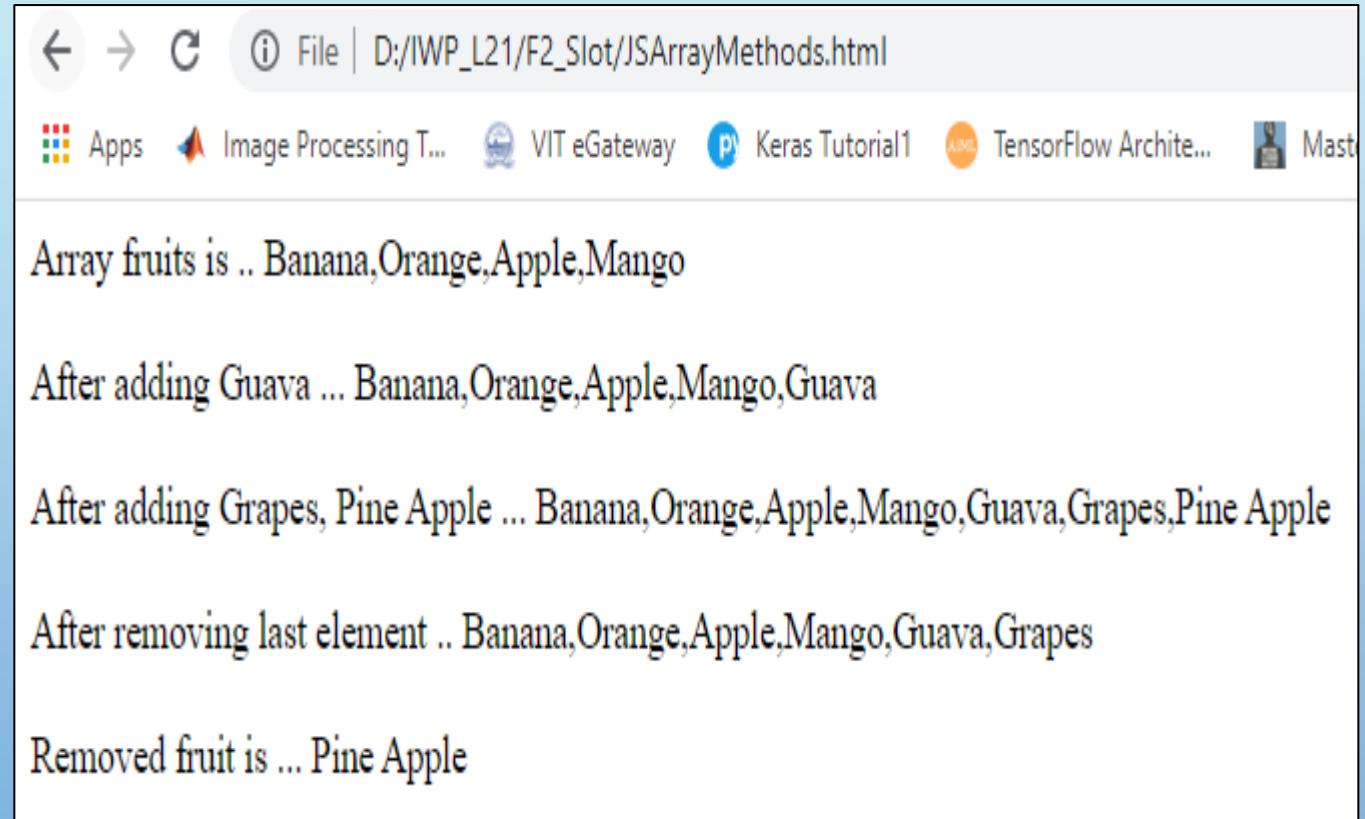 File | D:/IWP_L21/F2_Slot/JSArrayMethods.html
Apps Image Processing T... VIT eGateway Keras Tutorial1 TensorFlow Archite... Maste
Array fruits is .. Banana,Orange,Apple,Mango
After adding Guava ... Banana,Orange,Apple,Mango,Guava
After adding Grapes, Pine Apple ... Banana,Orange,Apple,Mango,Guava,Grapes,Pine Apple
After removing last element .. Banana,Orange,Apple,Mango,Guava,Grapes
Removed fruit is ... Pine Apple